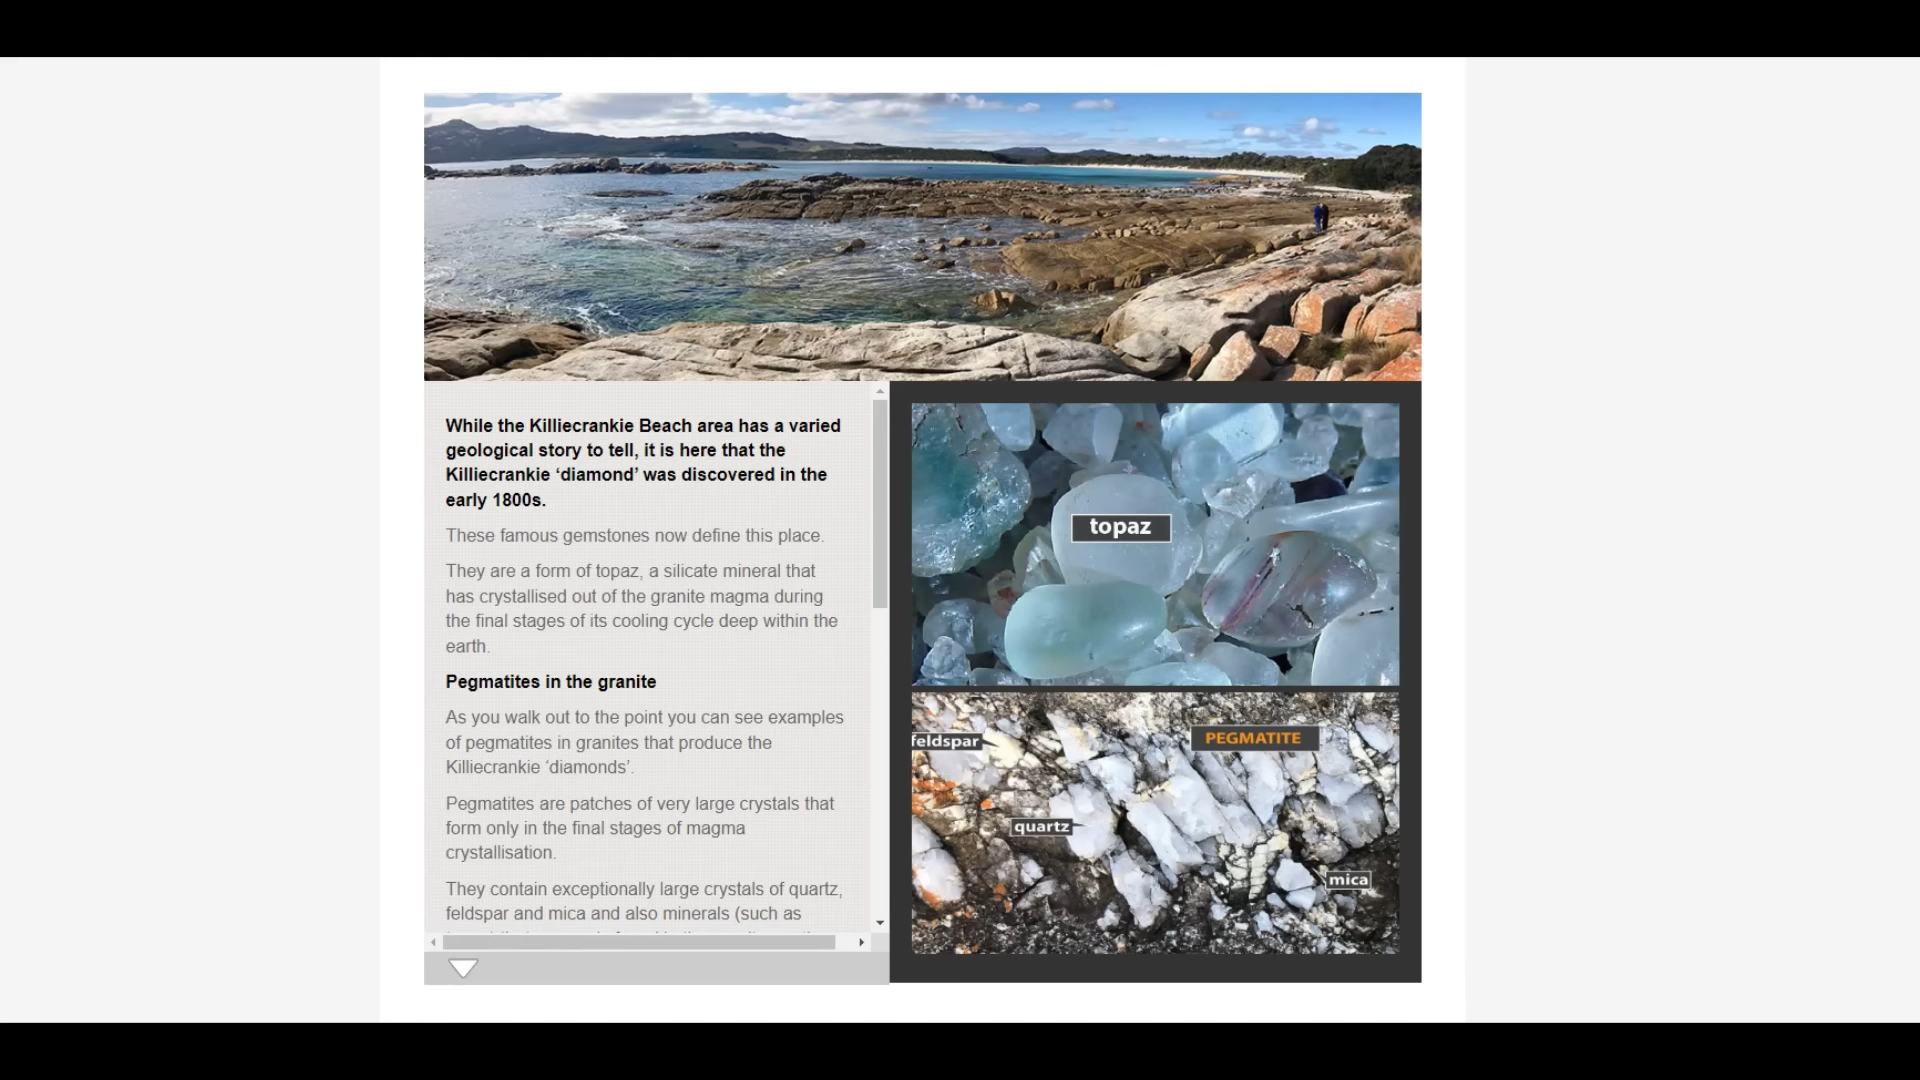 While the Killiecrankie Beach area has a varied
geological story to tell, it is here that the
Killiecrankie ‘diamond’ was discovered in the
early 1800s.
These famous gemstones now define this place.
They are a form of topaz, a silicate mineral that
has crystallised out of the granite magma during
the final stages of its cooling cycle deep within the
earth.
Pegmatites in the granite
As you walk out to the point you can see examples
of pegmatites in granites that produce the
Killiecrankie ‘diamonds’.
Pegmatites are patches of very large crystals that
form only in the final stages of magma
crystallisation.
They contain exceptionally large crystals of quartz,
feldspar and mica and also minerals (such as
topaz
feldspar
PEGMATITE
quartz
mica